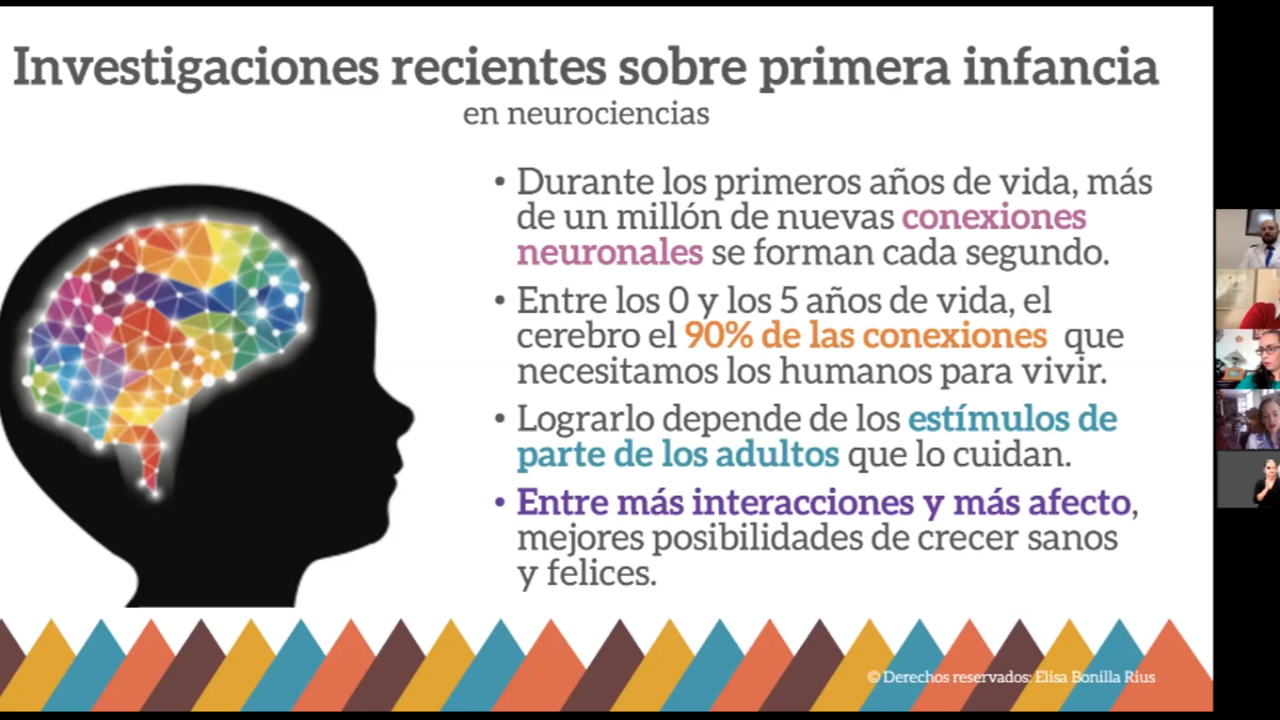 Investigaciones recientes sobre primera infancia
en neurociencias
• Durante los primeros años de vida, más
de un millón de nuevas conexiones
neuronales se forman cada segundo.
• Entre los 0 y los 5 años de vida, el
cerebro el 90% de las conexiones que
necesitamos los humanos para vivir.
• Lograrlo depende de los estímulos de
parte de los adultos que lo cuidan.
• Entre más interacciones y más afecto,
mejores posibilidades de crecer sanos
y felices.
© Derechos reservados: Elisa Bonilla Rius